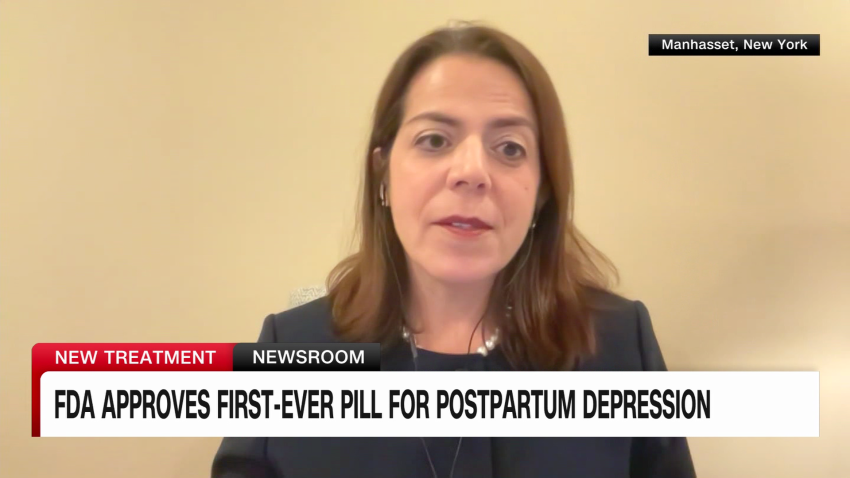 Manhasset, New York
NEW TREATMENT NEWSROOM
FDA APPROVES FIRST-EVER PILL FOR POSTPARTUM DEPRESSION